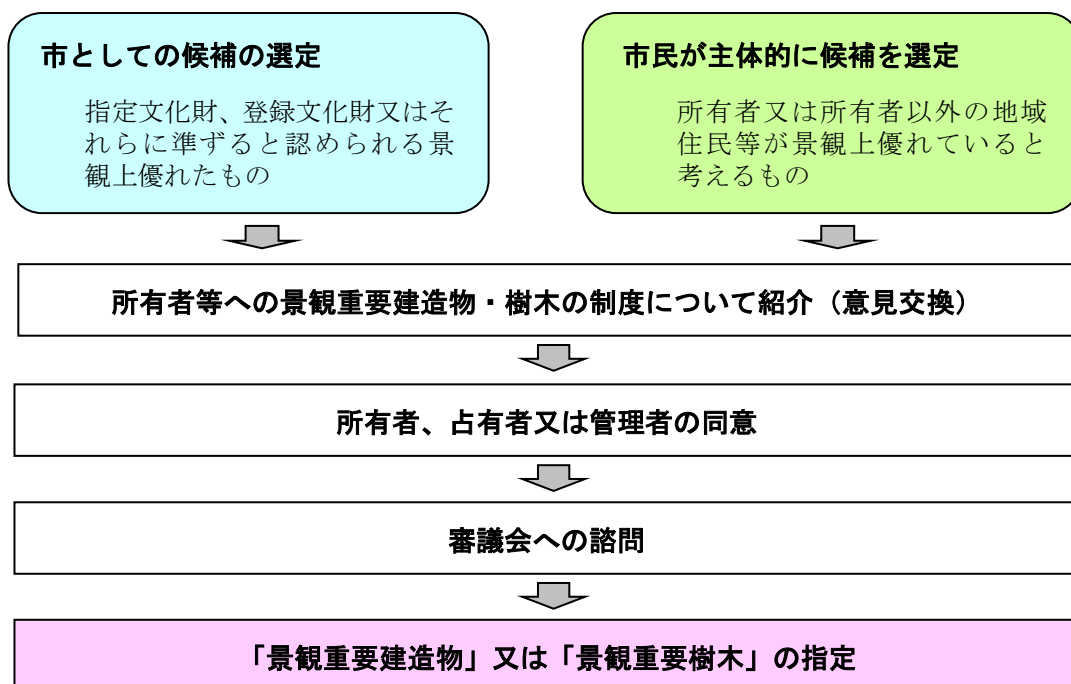 市としての候補の選定
指定文化財、登録文化財又はそ
れらに準ずると認められる景
観上優れたもの
市民が主体的に候補を選定
所有者又は所有者以外の地域
住民等が景観上優れていると
考えるもの
所有者等への景観重要建造物・樹木の制度について紹介（意見交換）
所有者、占有者又は管理者の同意
審議会への諮問
「景観重要建造物」又は「景観重要樹木」の指定